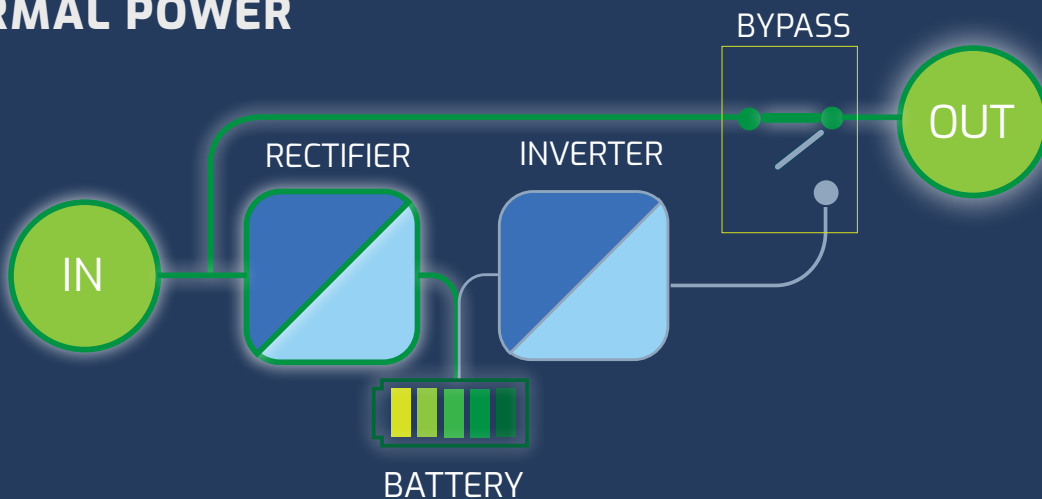 RMAL POWER
BYPASS
OUT
RECTIFIER
INVERTER
IN
BATTERY